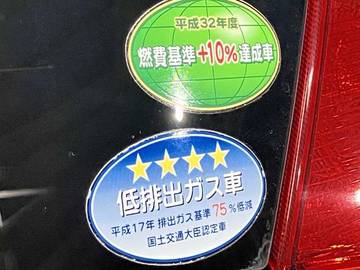 平成32年度
燃費基準+10%達成車
低排出ガス車
平成17年 排出ガス基準 75%低減
国土交通大臣認定車